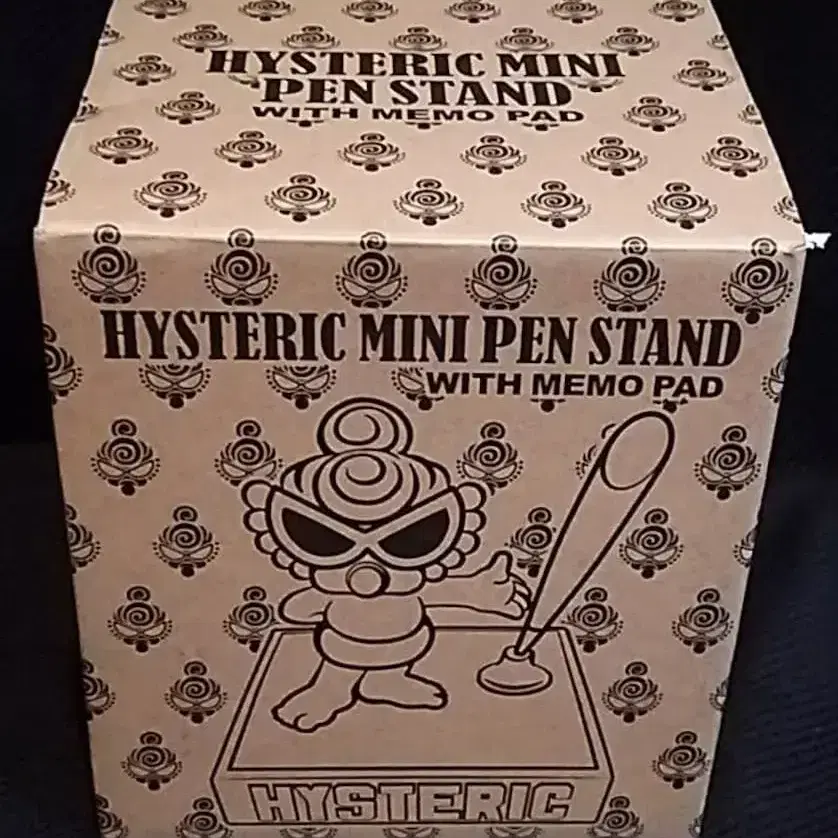 HYSTERIC MINI
PEN STAND
WITH MEMO PAD
HYSTERIC MINI PEN STAND
WITH MEMO PAD
HYSTERIC